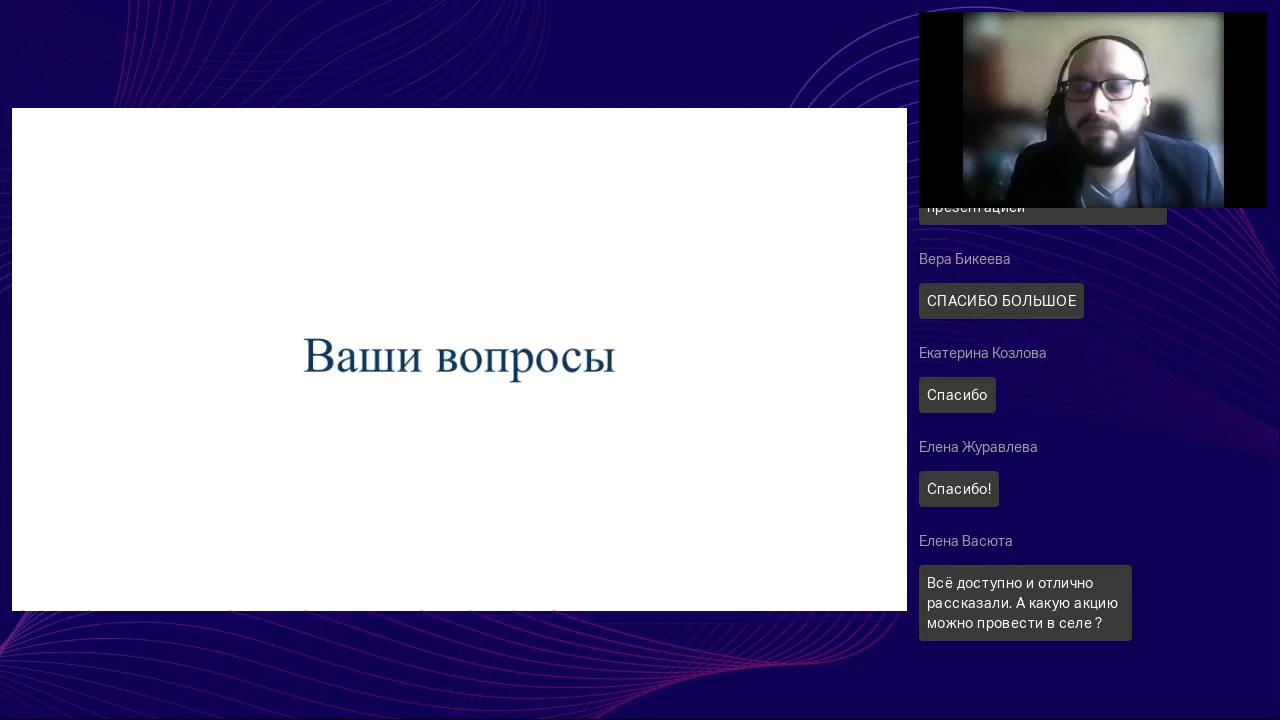 Ваши вопросы
презентацией
Вера Бикеева
СПАСИБО БОЛЬШОЕ
Екатерина Козлова
Спасибо
Елена Журавлева
Спасибо!
Елена Васюта
Всё доступно и отлично
рассказали. А какую акцию
можно провести в селе ?